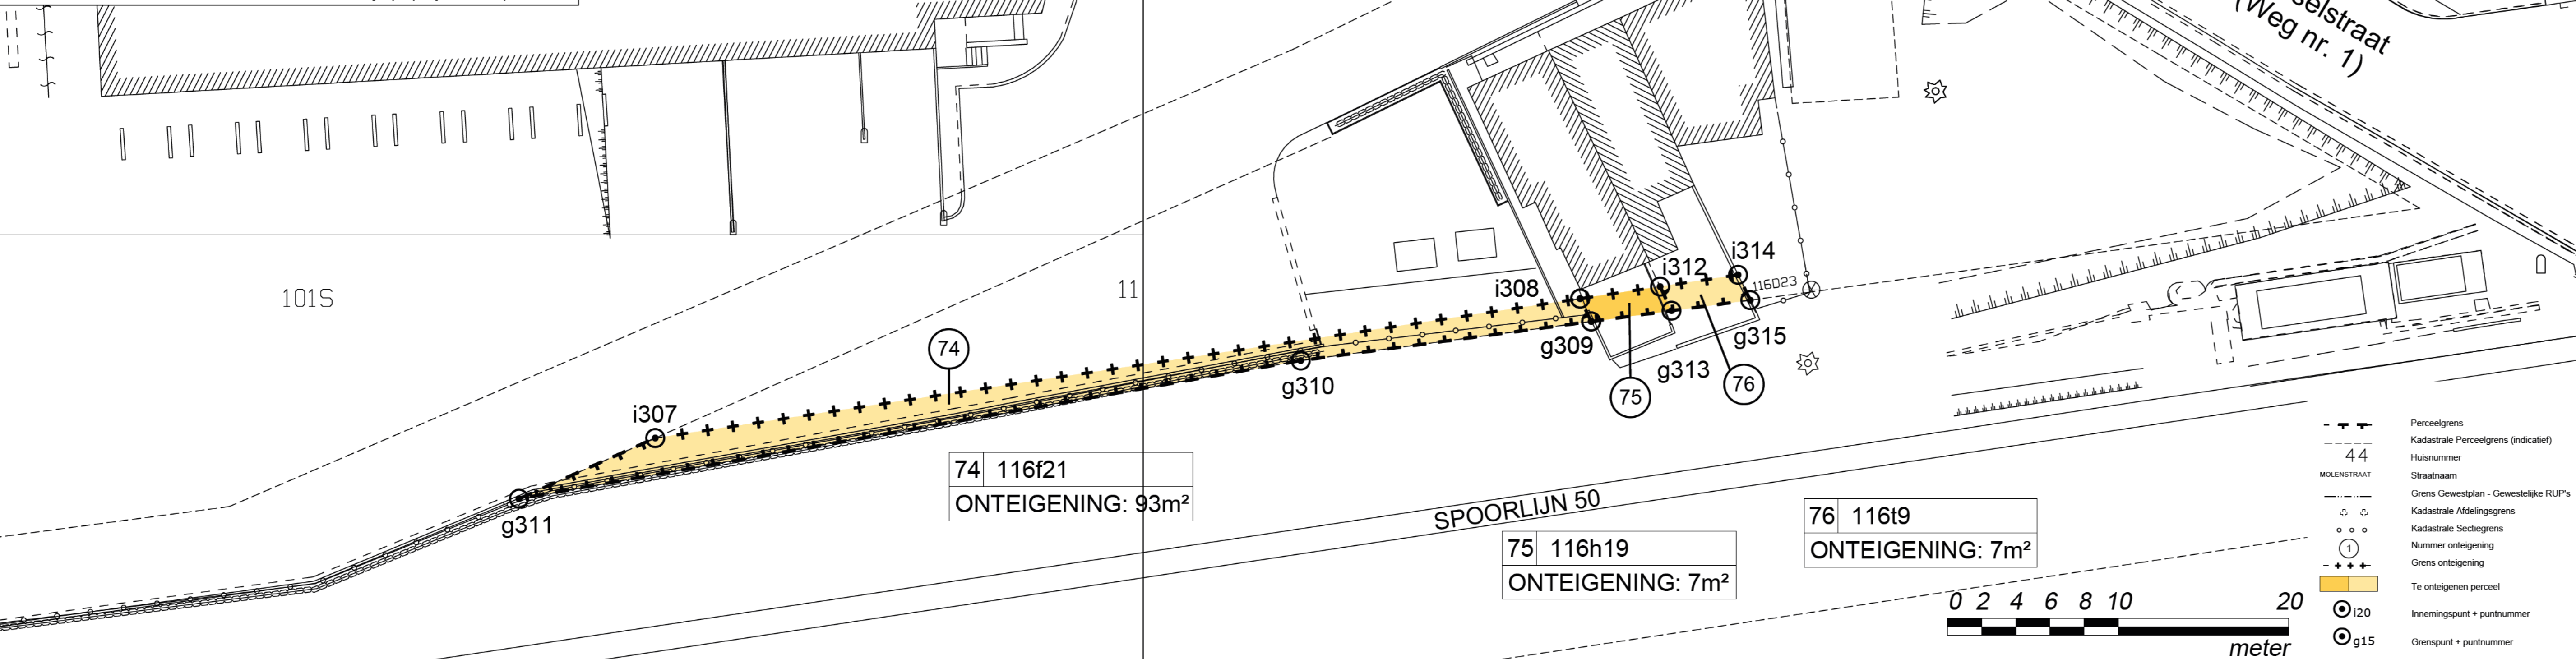 selstraat
(Weg nr. 1)
101S
11
i314
i312
116D23
i308
g315
g309
g313
g310
76
75
74
i307
g311
74 116f21
ONTEIGENING: 93m²
SPOORLIJN 50
75 116h19
ONTEIGENING: 7m²
76 116t9
ONTEIGENING: 7m²
0 2 4 6 8 10 20
meter
Perceelgrens
Kadastrale Perceelgrens (indicatief)
44 Huisnummer
MOLENSTRAAT Straatnaam
Grens Gewestplan - Gewestelijke RUP's
Kadastrale Afdelingsgrens
Kadastrale Sectiegrens
1 Nummer onteigening
Grens onteigening
Te onteigenen perceel
i20 Innemingspunt + puntnummer
g15 Grenspunt + puntnummer